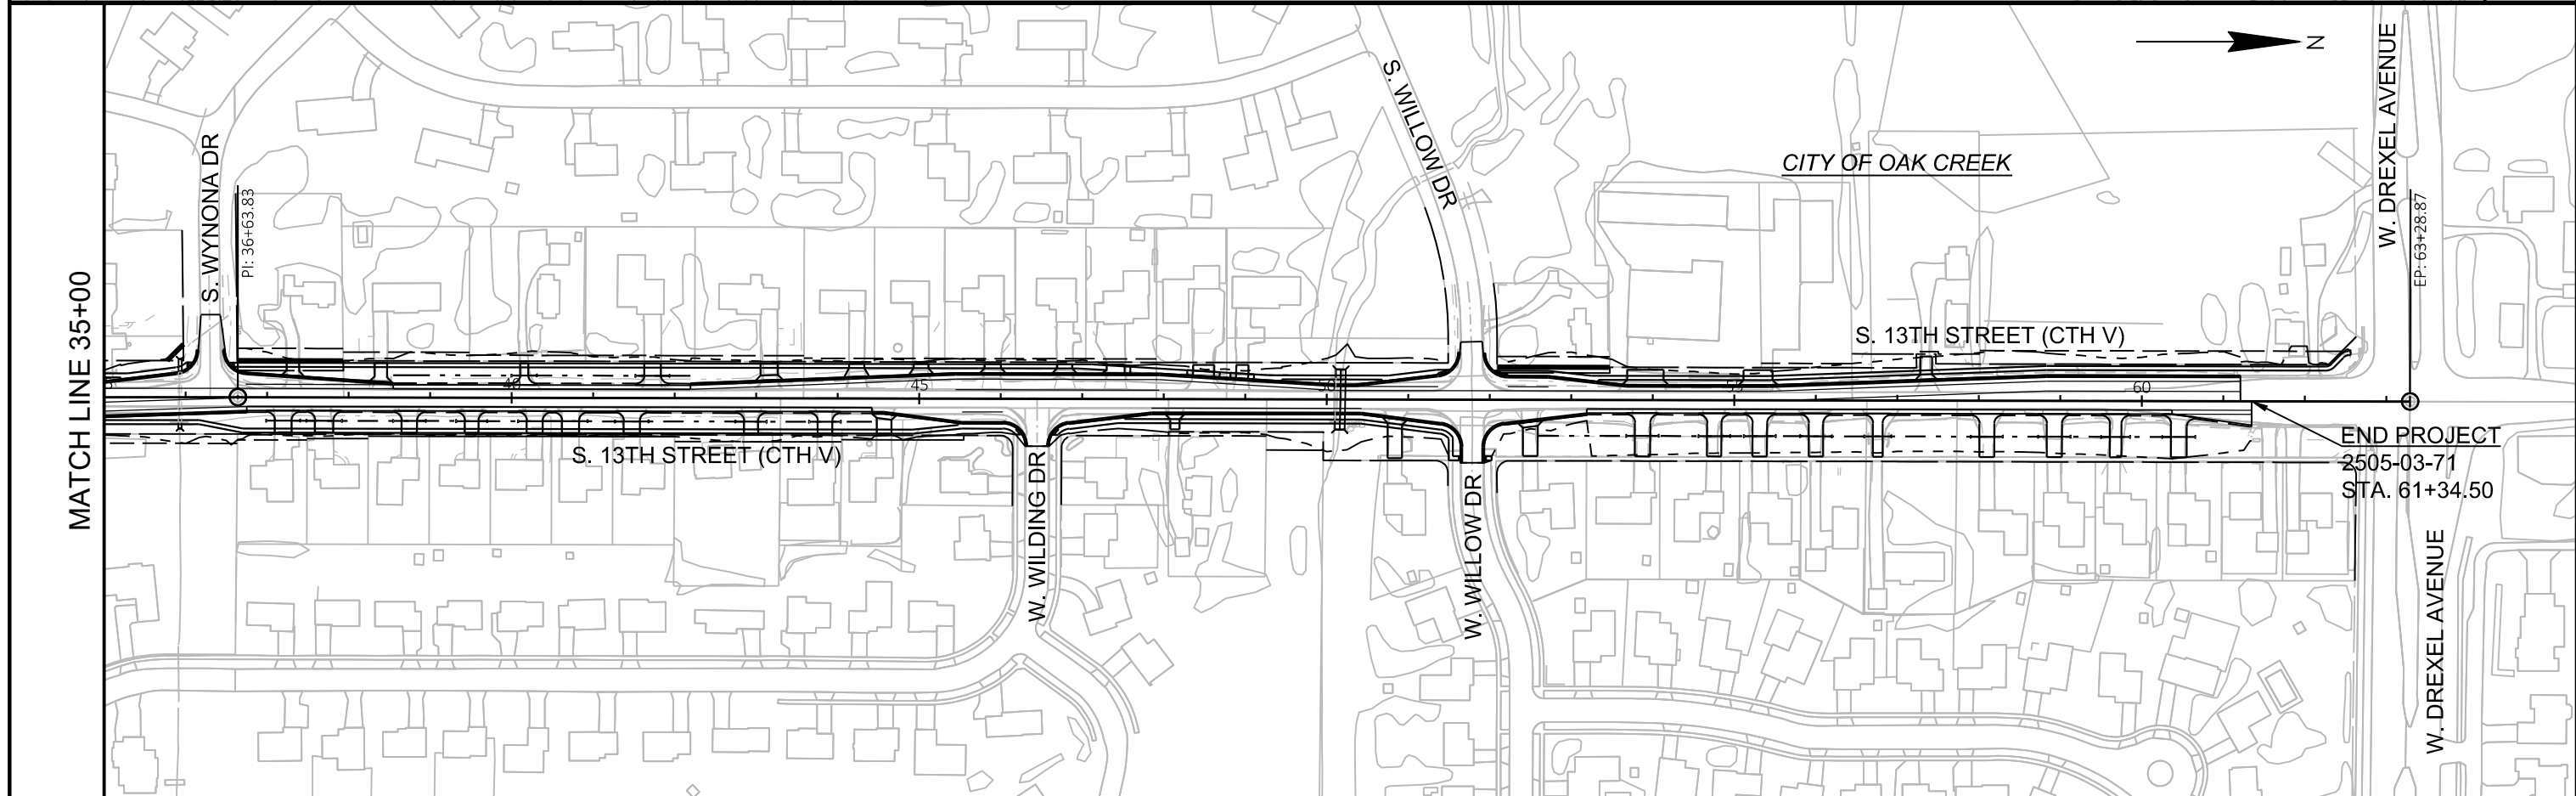 MATCH LINE 35+00
S. WYNONA DR
PI: 36+63.83
S. WILLOW DR
CITY OF OAK CREEK
N
W. DREXEL AVENUE
EP: 63+28.87
S. 13TH STREET (CTH V)
40
45
50
55
60
S. 13TH STREET (CTH V)
W. WILDING DR
W. WILLOW DR
END PROJECT
2505-03-71
STA. 61+34.50
W. DREXEL AVENUE